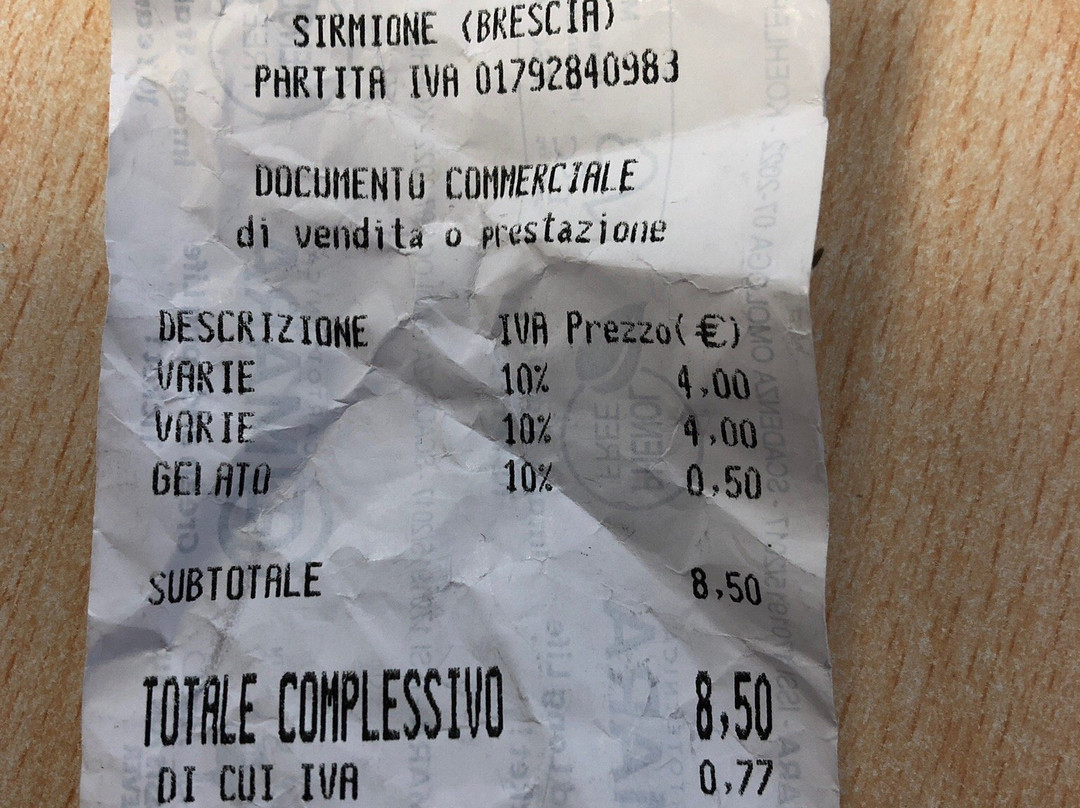 SIRMIONE (BRESCIA)
PARTITA IVA 01792840983
DOCUMENTO COMMERCIALE
di vendita o prestazione
DESCRIZIONE IVA Prezzo(€)
VARIE 10% 4,00
VARIE 10% 4,00
GELATO 10% 0,50
SUBTOTALE 8,50
TOTALE COMPLESSIVO 8,50
DI CUI IVA 0,77